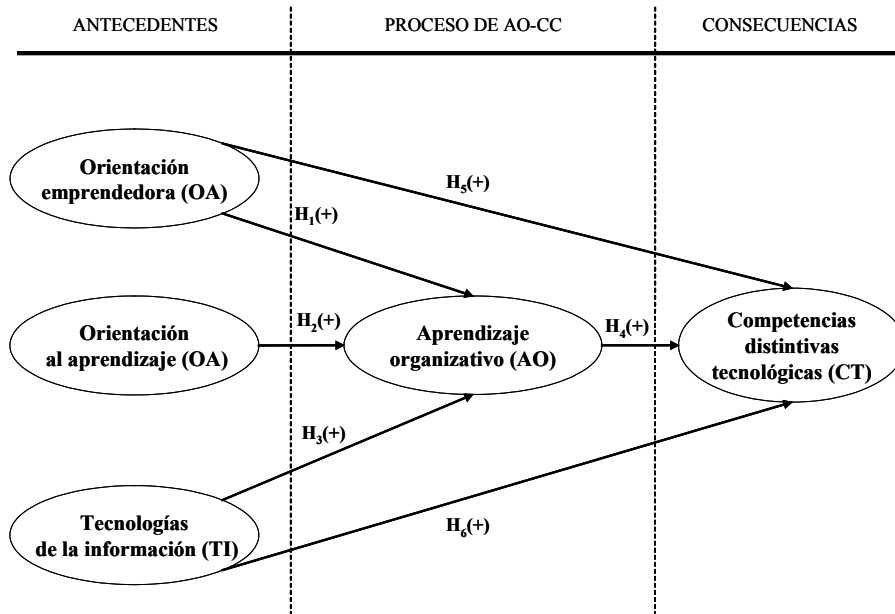 ANTECEDENTES
PROCESO DE AO-CC
CONSECUENCIAS
Orientación
emprendedora (OA)
H5(+)
H1(+)
Orientación
al aprendizaje (OA)
H2(+)
Aprendizaje
organizativo (AO)
H4(+)
Competencias
distintivas
tecnológicas (CT)
H3(+)
Tecnologías
de la información (TI)
H6(+)